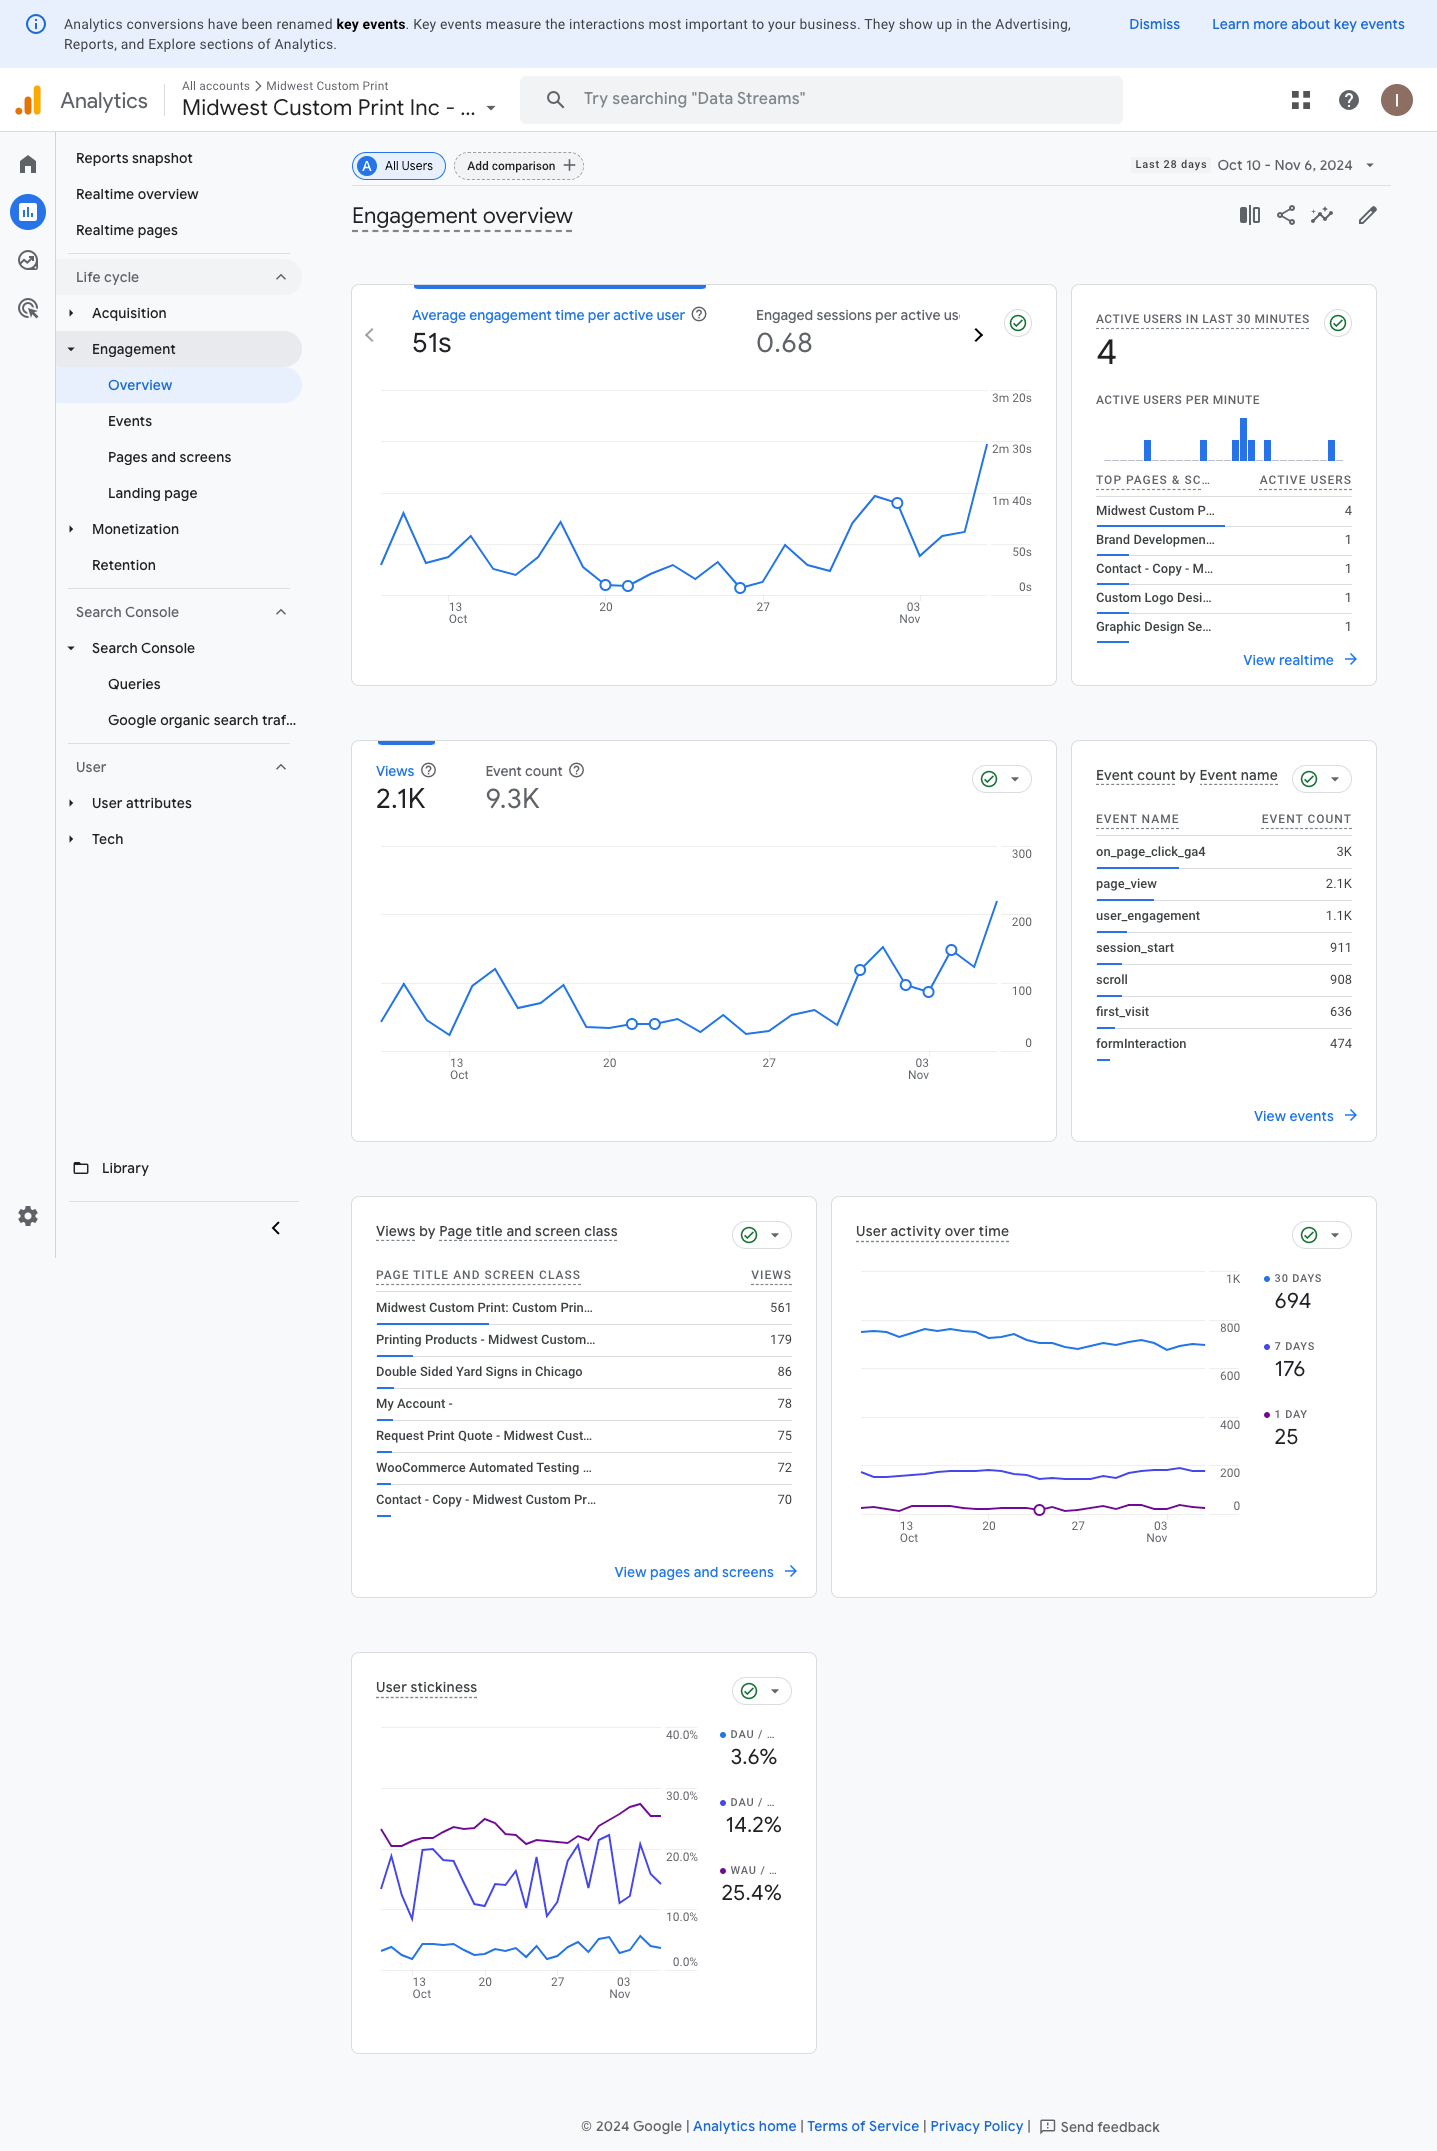 Analytics conversions have been renamed key events. Key events measure the interactions most important to your business. They show up in the Advertising,
Reports, and Explore sections of Analytics.
Dismiss
Learn more about key events
Analytics
All accounts > Midwest Custom Print
Midwest Custom Print Inc - ...
Try searching "Data Streams"
I
Reports snapshot
Realtime overview
Realtime pages
Life cycle
Acquisition
Engagement
Overview
Events
Pages and screens
Landing page
Monetization
Retention
Search Console
Search Console
Queries
Google organic search traf...
User
User attributes
Tech
Library
A All Users
Add comparison
Last 28 days Oct 10 - Nov 6, 2024
Engagement overview
Average engagement time per active user
51s
Engaged sessions per active us
0.68
3m 20s
2m 30s
1m 40s
50s
0s
13
Oct
20
27
03
Nov
ACTIVE USERS IN LAST 30 MINUTES
4
ACTIVE USERS PER MINUTE
TOP PAGES & SC... ACTIVE USERS
Midwest Custom P... 4
Brand Developmen... 1
Contact - Copy - M... 1
Custom Logo Desi... 1
Graphic Design Se... 1
View realtime
Views
2.1K
Event count
9.3K
300
200
100
0
13
Oct
20
27
03
Nov
Event count by Event name
EVENT NAME EVENT COUNT
on_page_click_ga4 3K
page_view 2.1K
user_engagement 1.1K
session_start 911
scroll 908
first_visit 636
formInteraction 474
View events
Views by Page title and screen class
PAGE TITLE AND SCREEN CLASS VIEWS
Midwest Custom Print: Custom Prin... 561
Printing Products - Midwest Custom... 179
Double Sided Yard Signs in Chicago 86
My Account - 78
Request Print Quote - Midwest Cust... 75
WooCommerce Automated Testing ... 72
Contact - Copy - Midwest Custom Pr... 70
View pages and screens
User activity over time
1K
800
600
400
200
0
13
Oct
20
27
03
Nov
30 DAYS
694
7 DAYS
176
1 DAY
25
User stickiness
40.0%
30.0%
20.0%
10.0%
0.0%
13
Oct
20
27
03
Nov
DAU / ...
3.6%
DAU / ...
14.2%
WAU / ...
25.4%
© 2024 Google | Analytics home | Terms of Service | Privacy Policy | Send feedback